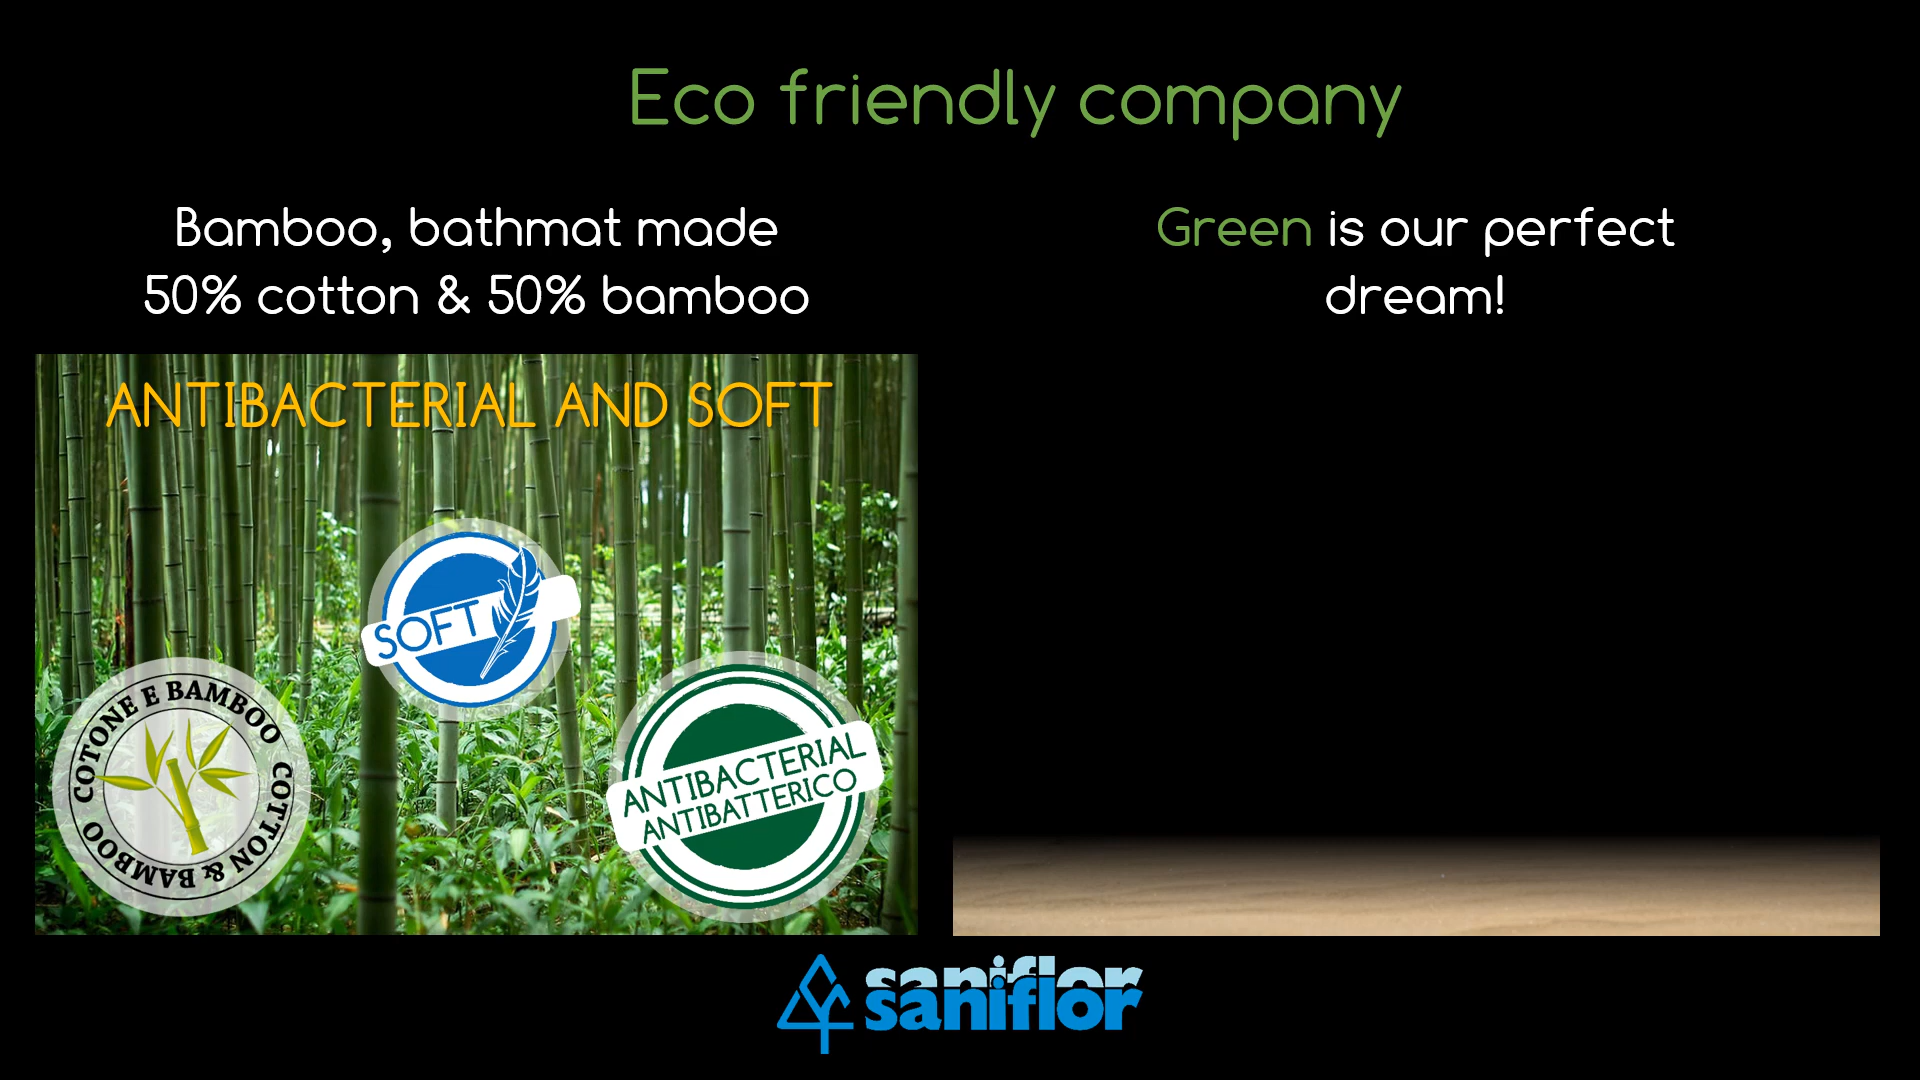 Eco friendly company
Bamboo, bathmat made
50% cotton & 50% bamboo
Green is our perfect
dream!
ANTIBACTERIAL AND SOFT
SOFT
COTONE E BAMBOO
COTTON & BAMBOO
ANTIBACTERIAL
ANTIBATTERICO
saniflor
saniflor